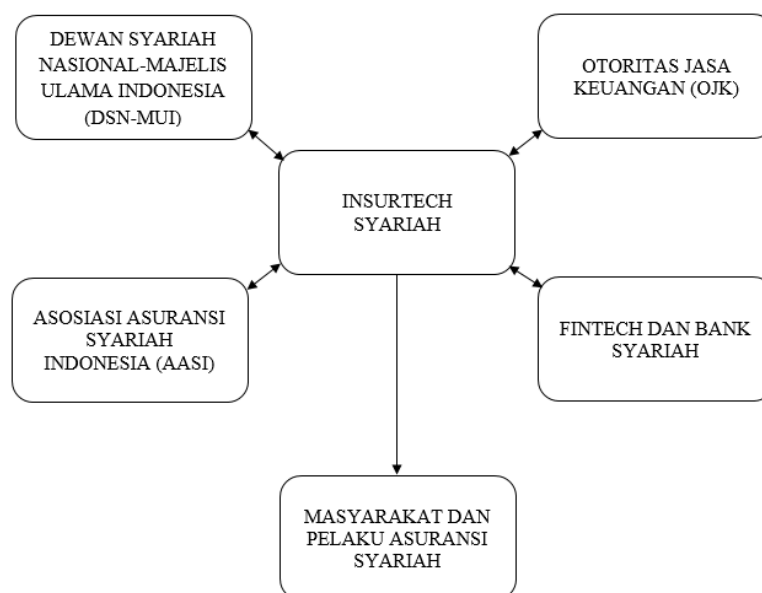 DEWAN SYARIAH
NASIONAL-MAJELIS
ULAMA INDONESIA
(DSN-MUI)
OTORITAS JASA
KEUANGAN (OJK)
INSURTECH
SYARIAH
ASOSIASI ASURANSI
SYARIAH
INDONESIA (AASI)
FINTECH DAN BANK
SYARIAH
MASYARAKAT DAN
PELAKU ASURANSI
SYARIAH